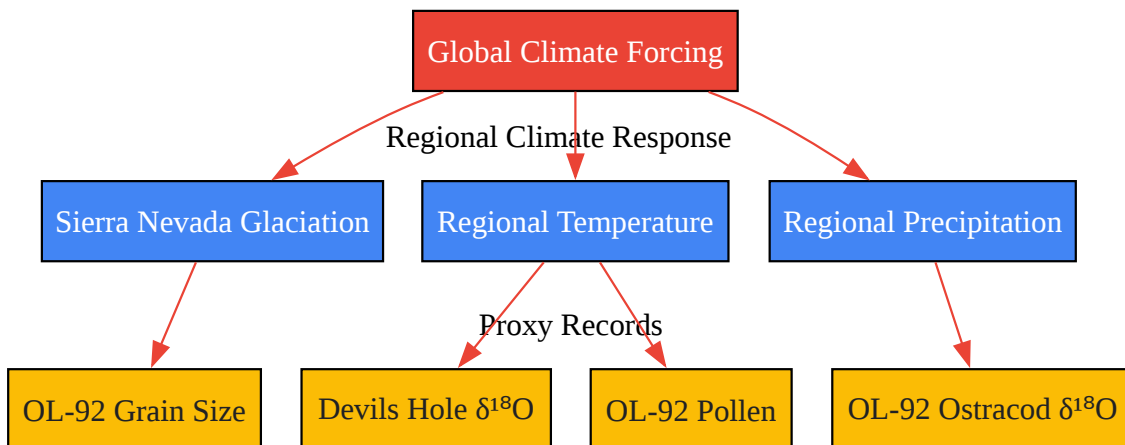 Global Climate Forcing
Regional Climate Response
Sierra Nevada Glaciation
Regional Temperature
Regional Precipitation
Proxy Records
OL-92 Grain Size
Devils Hole δ¹⁸O
OL-92 Pollen
OL-92 Ostracod δ¹⁸O